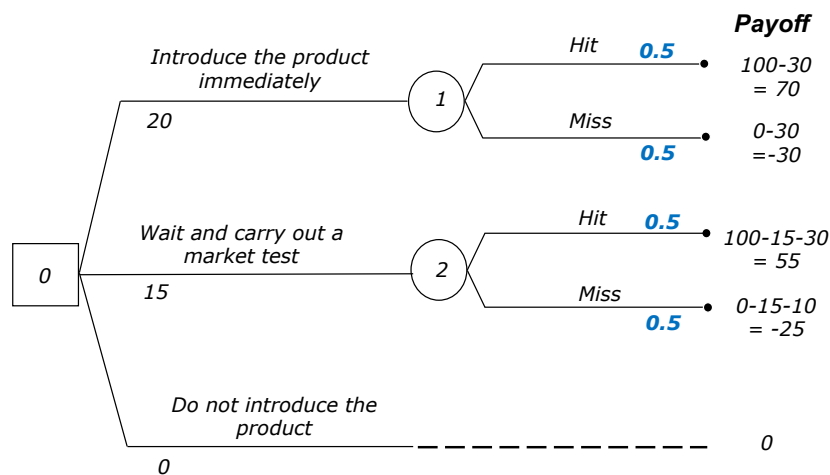 Payoff
Introduce the product
immediately
20
1
Hit 0.5
100-30
= 70
Miss
0.5
0-30
=-30
0
Wait and carry out a
market test
15
2
Hit 0.5
100-15-30
= 55
Miss
0.5
0-15-10
= -25
Do not introduce the
product
0
0